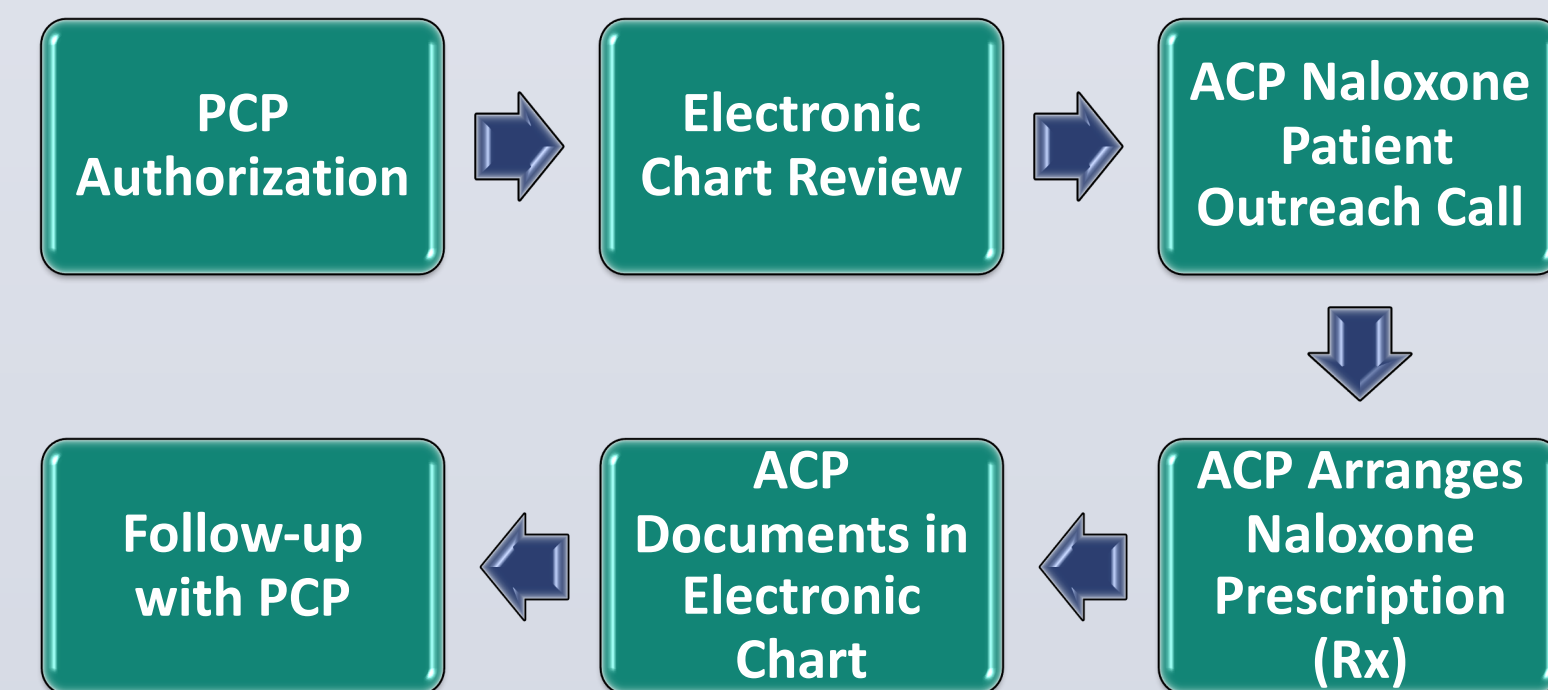 PCP
Authorization
Electronic
Chart Review
ACP Naloxone
Patient
Outreach Call
ACP Arranges
Naloxone
Prescription
(Rx)
ACP
Documents in
Electronic
Chart
Follow-up
with PCP